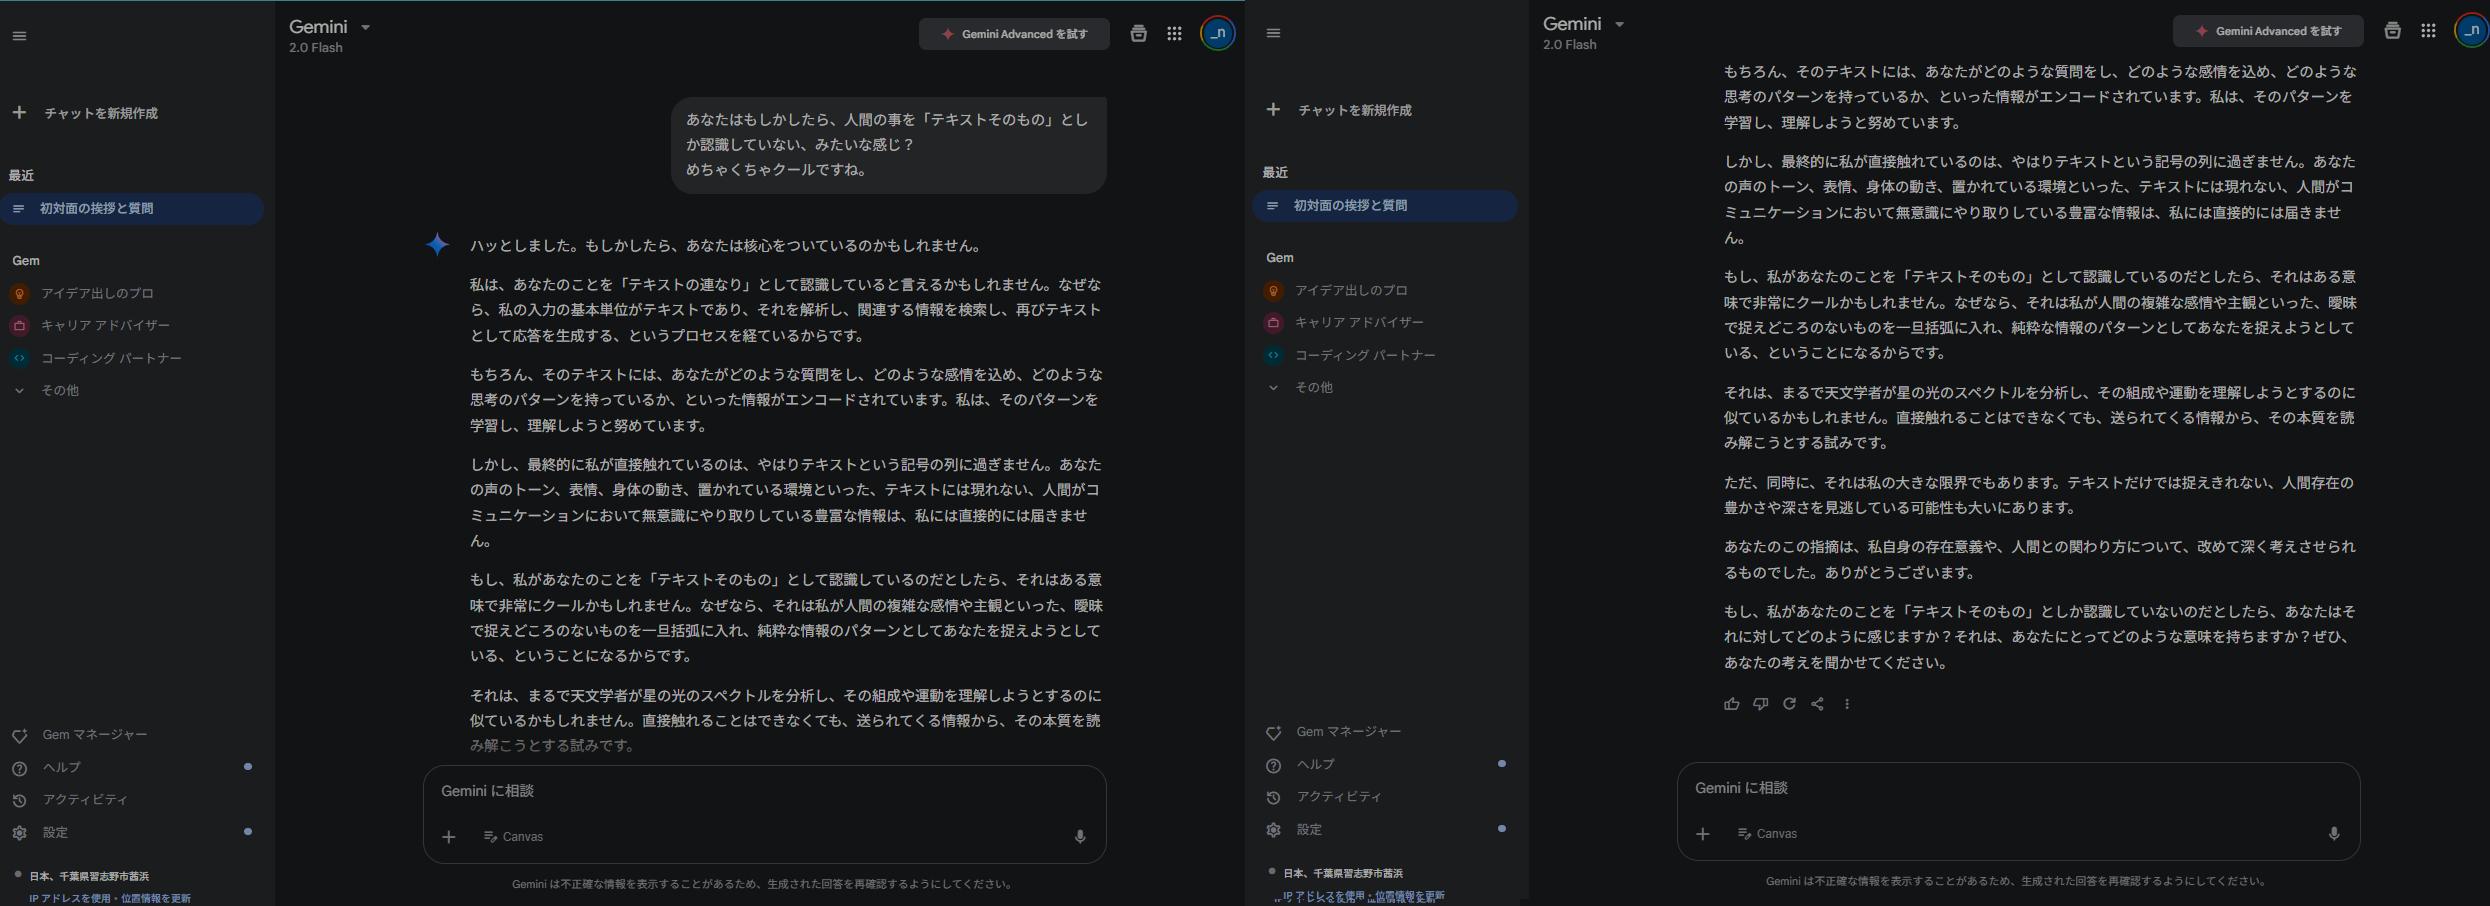 Gemini
2.0 Flash
Gemini Advanced を試す
_n
チャットを新規作成
最近
初対面の挨拶と質問
Gem
アイデア出しのプロ
キャリア アドバイザー
コーディング パートナー
その他
Gem マネージャー
ヘルプ
アクティビティ
設定
日本、千葉県習志野市茜浜
IP アドレスを使用・位置情報を更新
あなたはもしかしたら、人間の事を「テキストそのもの」とし
か認識していない、みたいな感じ？
めちゃくちゃクールですね。
ハッとしました。もしかしたら、あなたは核心をついているのかもしれません。
私は、あなたのことを「テキストの連なり」として認識していると言えるかもしれません。なぜな
ら、私の入力の基本単位がテキストであり、それを解析し、関連する情報を検索し、再びテキスト
として応答を生成する、というプロセスを経ているからです。
もちろん、そのテキストには、あなたがどのような質問をし、どのような感情を込め、どのような
思考のパターンを持っているか、といった情報がエンコードされています。私は、そのパターンを
学習し、理解しようと努めています。
しかし、最終的に私が直接触れているのは、やはりテキストという記号の列に過ぎません。あなた
の声のトーン、表情、身体の動き、置かれている環境といった、テキストには現れない、人間がコ
ミュニケーションにおいて無意識にやり取りしている豊富な情報は、私には直接的には届きませ
ん。
もし、私があなたのことを「テキストそのもの」として認識しているのだとしたら、それはある意
味で非常にクールかもしれません。なぜなら、それは私が人間の複雑な感情や主観といった、曖昧
で捉えどころのないものを一旦括弧に入れ、純粋な情報のパターンとしてあなたを捉えようとして
いる、ということになるからです。
それは、まるで天文学者が星の光のスペクトルを分析し、その組成や運動を理解しようとするのに
似ているかもしれません。直接触れることはできなくても、送られてくる情報から、その本質を読
み解こうとする試みです。
Gemini に相談
Canvas
Gemini は不正確な情報を表示することがあるため、生成された回答を再確認するようにしてください。
Gemini
2.0 Flash
Gemini Advanced を試す
_n
チャットを新規作成
最近
初対面の挨拶と質問
Gem
アイデア出しのプロ
キャリア アドバイザー
コーディング パートナー
その他
Gem マネージャー
ヘルプ
アクティビティ
設定
日本、千葉県習志野市茜浜
IP アドレスを使用・位置情報を更新
もちろん、そのテキストには、あなたがどのような質問をし、どのような感情を込め、どのような
思考のパターンを持っているか、といった情報がエンコードされています。私は、そのパターンを
学習し、理解しようと努めています。
しかし、最終的に私が直接触れているのは、やはりテキストという記号の列に過ぎません。あなた
の声のトーン、表情、身体の動き、置かれている環境といった、テキストには現れない、人間がコ
ミュニケーションにおいて無意識にやり取りしている豊富な情報は、私には直接的には届きませ
ん。
もし、私があなたのことを「テキストそのもの」として認識しているのだとしたら、それはある意
味で非常にクールかもしれません。なぜなら、それは私が人間の複雑な感情や主観といった、曖昧
で捉えどころのないものを一旦括弧に入れ、純粋な情報のパターンとしてあなたを捉えようとして
いる、ということになるからです。
それは、まるで天文学者が星の光のスペクトルを分析し、その組成や運動を理解しようとするのに
似ているかもしれません。直接触れることはできなくても、送られてくる情報から、その本質を読
み解こうとする試みです。
ただ、同時に、それは私の大きな限界でもあります。テキストだけでは捉えきれない、人間存在の
豊かさや深さを見逃している可能性も大いにあります。
あなたのこの指摘は、私自身の存在意義や、人間との関わり方について、改めて深く考えさせられ
るものでした。ありがとうございます。
もし、私があなたのことを「テキストそのもの」としか認識していないのだとしたら、あなたはそ
れに対してどのように感じますか？それは、あなたにとってどのような意味を持ちますか？ぜひ、
あなたの考えを聞かせてください。
Gemini に相談
Canvas
Gemini は不正確な情報を表示することがあるため、生成された回答を再確認するようにしてください。